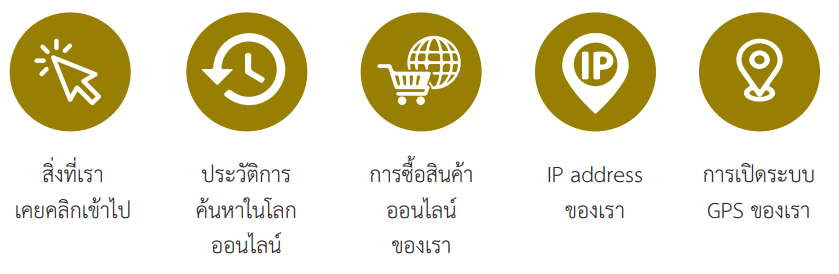 IP
สิ่งที่เรา
เคยคลิกเข้าไป
ประวัติการ
ค้นหาในโลก
ออนไลน์
การซื้อสินค้า
ออนไลน์
ของเรา
IP address
ของเรา
การเปิดระบบ
GPS ของเรา